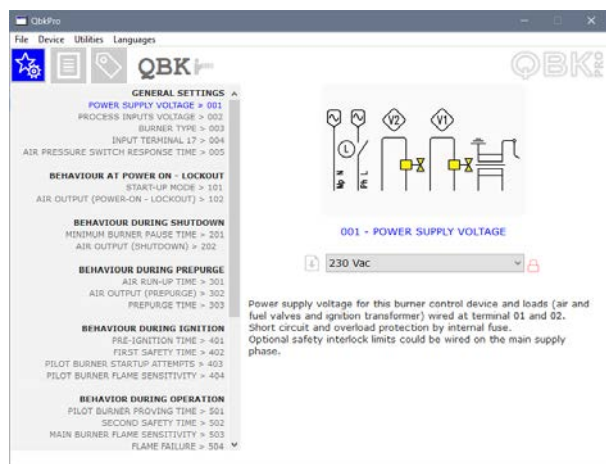 QbkPro
File Device Utilities Languages
QBK
QBK PRO
GENERAL SETTINGS
POWER SUPPLY VOLTAGE > 001
PROCESS INPUTS VOLTAGE > 002
BURNER TYPE > 003
INPUT TERMINAL 17 > 004
AIR PRESSURE SWITCH RESPONSE TIME > 005
BEHAVIOUR AT POWER ON - LOCKOUT
START-UP MODE > 101
AIR OUTPUT (POWER-ON - LOCKOUT) > 102
BEHAVIOUR DURING SHUTDOWN
MINIMUM BURNER PAUSE TIME > 201
AIR OUTPUT (SHUTDOWN) > 202
BEHAVIOUR DURING PREPURGE
AIR RUN-UP TIME > 301
AIR OUTPUT (PREPURGE) > 302
PREPURGE TIME > 303
BEHAVIOUR DURING IGNITION
PRE-IGNITION TIME > 401
FIRST SAFETY TIME > 402
PILOT BURNER STARTUP ATTEMPTS > 403
PILOT BURNER FLAME SENSITIVITY > 404
BEHAVIOR DURING OPERATION
PILOT BURNER PROVING TIME > 501
SECOND SAFETY TIME > 502
MAIN BURNER FLAME SENSITIVITY > 503
FLAME FAILURE > 504
V2 V1
L
Mp N Ph L
001 - POWER SUPPLY VOLTAGE
230 Vac
Power supply voltage for this burner control device and loads (air and
fuel valves and ignition transformer) wired at terminal 01 and 02.
Short circuit and overload protection by internal fuse.
Optional safety interlock limits could be wired on the main supply
phase.